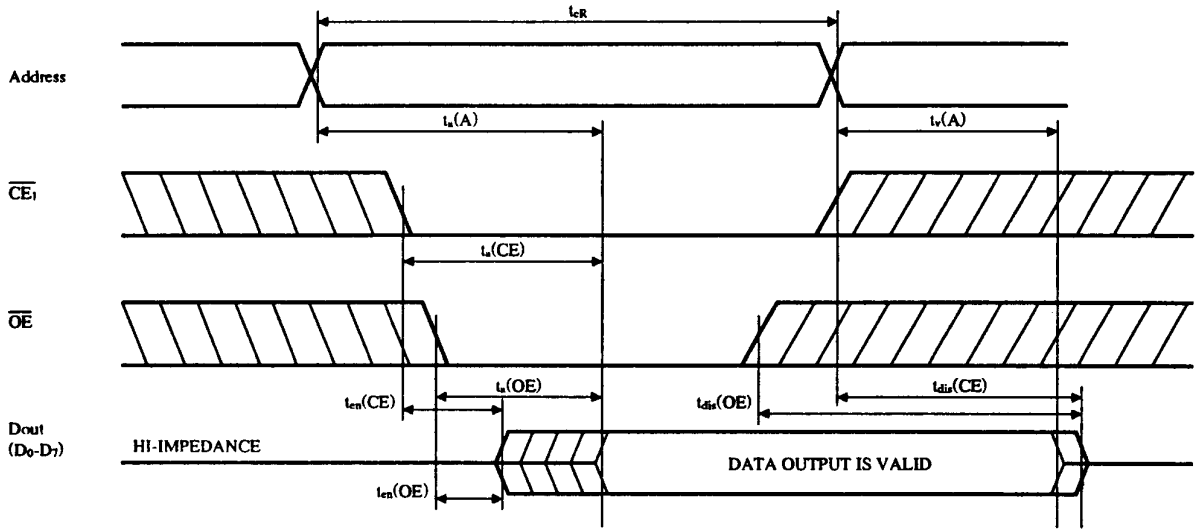 tcR
Address
ta(A)
tv(A)
CE1
ta(CE)
OE
ta(OE)
ten(CE)
tdis(CE)
tdis(OE)
Dout
(D0-D7)
HI-IMPEDANCE
DATA OUTPUT IS VALID
ten(OE)